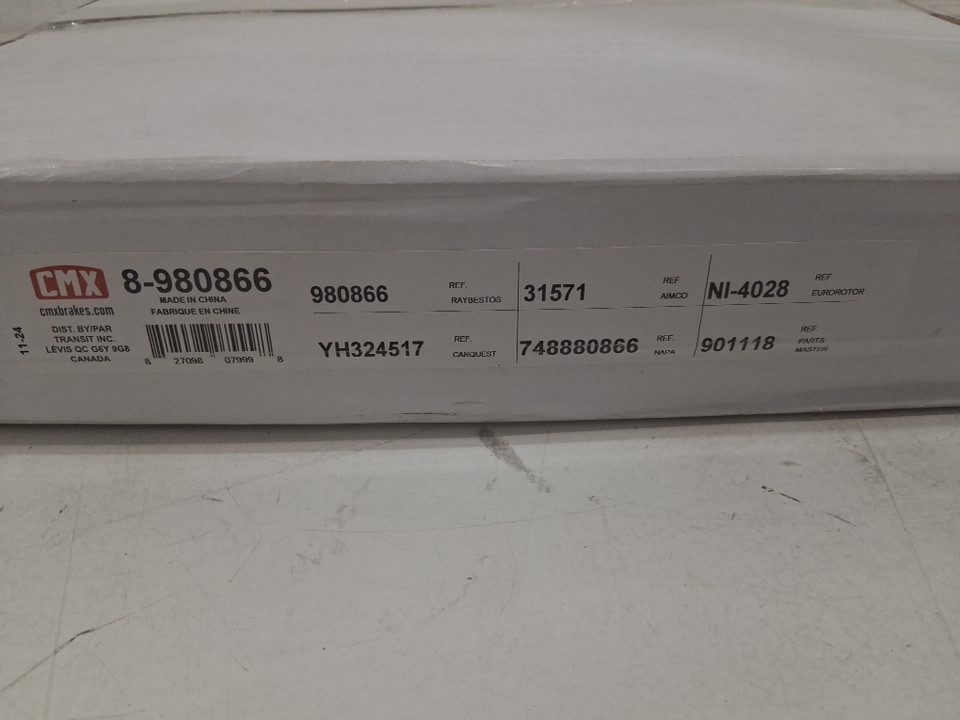 CMX
8-980866
cmxbrakes.com
MADE IN CHINA
FABRIQUE EN CHINE
11-24
DIST. BY/PAR
TRANSIT INC.
LÉVIS QC G6Y 9G8
CANADA
8 27098 07999 8
980866 REF. RAYBESTOS
31571 REF. AIMCO
NI-4028 REF. EUROROTOR
YH324517 REF. CARQUEST
748880866 REF. NAPA
901118 REF. PARTS MASTER